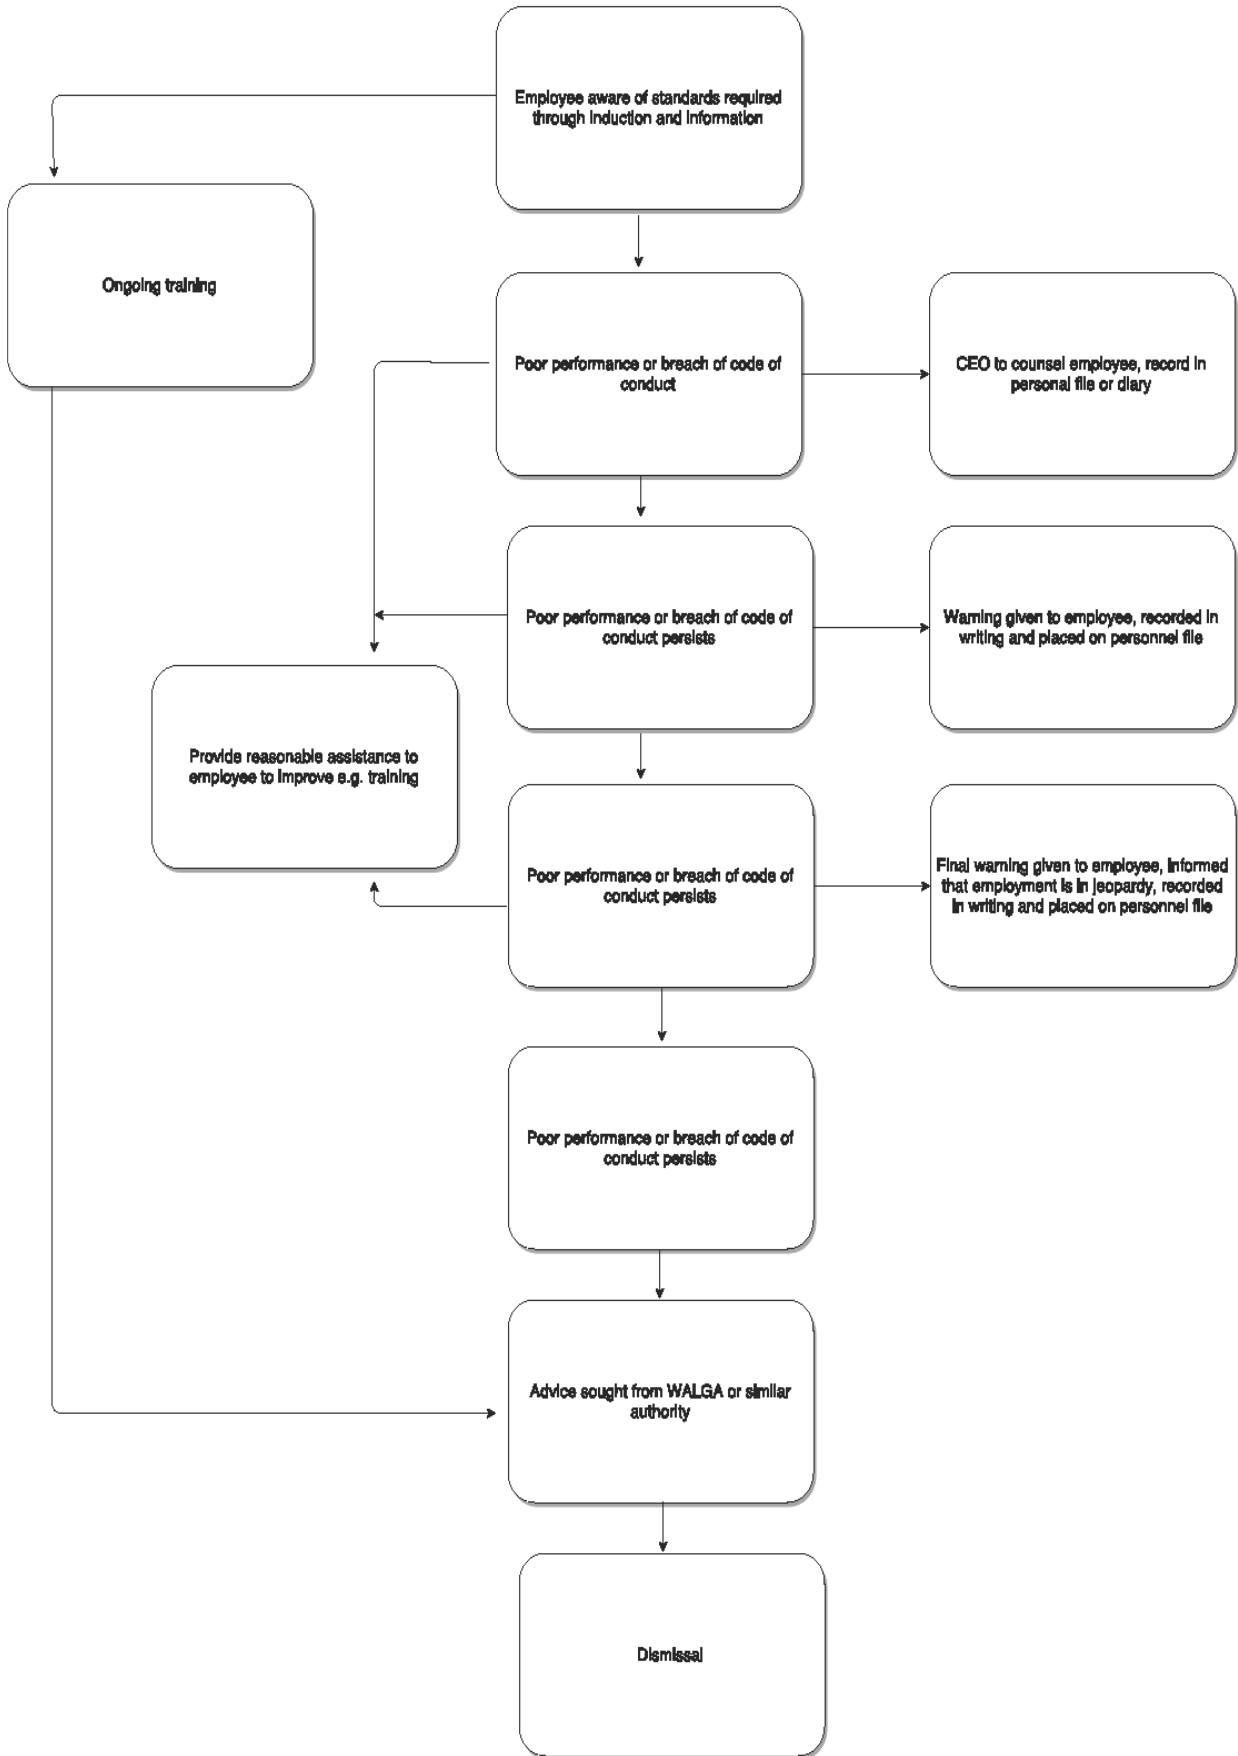 Employee aware of standards required
through induction and information
Ongoing training
Poor performance or breach of code of
conduct
CEO to counsel employee, record in
personal file or diary
Poor performance or breach of code of
conduct persists
Warning given to employee, recorded in
writing and placed on personnel file
Provide reasonable assistance to
employee to improve e.g. training
Poor performance or breach of code of
conduct persists
Final warning given to employee, informed
that employment is in jeopardy, recorded
in writing and placed on personnel file
Poor performance or breach of code of
conduct persists
Advice sought from WALGA or similar
authority
Dismissal